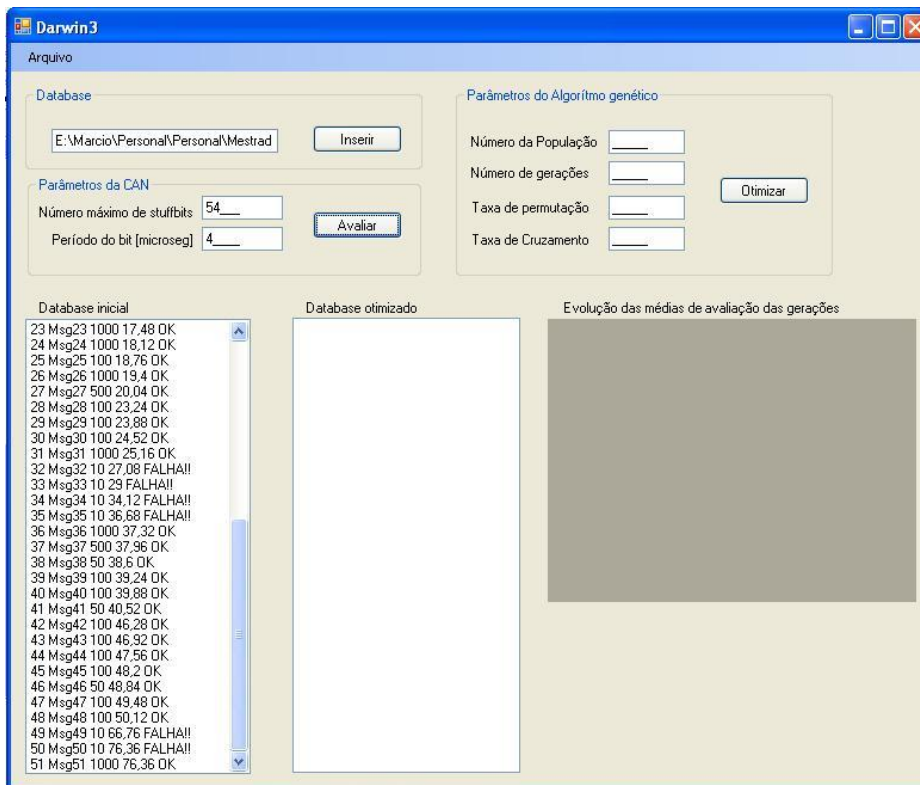 Darwin3
Arquivo
Database
E:\Marcio\Personal\Personal\Mestrad
Inserir
Parâmetros da CAN
Número máximo de stuffbits 54___
Período do bit [microseg] 4____
Avaliar
Parâmetros do Algorítmo genético
Número da População _____
Número de gerações _____
Taxa de permutação _____
Taxa de Cruzamento _____
Otimizar
Database inicial
23 Msg23 1000 17,48 OK
24 Msg24 1000 18,12 OK
25 Msg25 100 18,76 OK
26 Msg26 1000 19,4 OK
27 Msg27 500 20,04 OK
28 Msg28 100 23,24 OK
29 Msg29 100 23,88 OK
30 Msg30 100 24,52 OK
31 Msg31 1000 25,16 OK
32 Msg32 10 27,08 FALHA!!
33 Msg33 10 29 FALHA!!
34 Msg34 10 34,12 FALHA!!
35 Msg35 10 36,68 FALHA!!
36 Msg36 1000 37,32 OK
37 Msg37 500 37,96 OK
38 Msg38 50 38,6 OK
39 Msg39 100 39,24 OK
40 Msg40 100 39,88 OK
41 Msg41 50 40,52 OK
42 Msg42 100 46,28 OK
43 Msg43 100 46,92 OK
44 Msg44 100 47,56 OK
45 Msg45 100 48,2 OK
46 Msg46 50 48,84 OK
47 Msg47 100 49,48 OK
48 Msg48 100 50,12 OK
49 Msg49 10 66,76 FALHA!!
50 Msg50 10 76,36 FALHA!!
51 Msg51 1000 76,36 OK
Database otimizado
Evolução das médias de avaliação das gerações